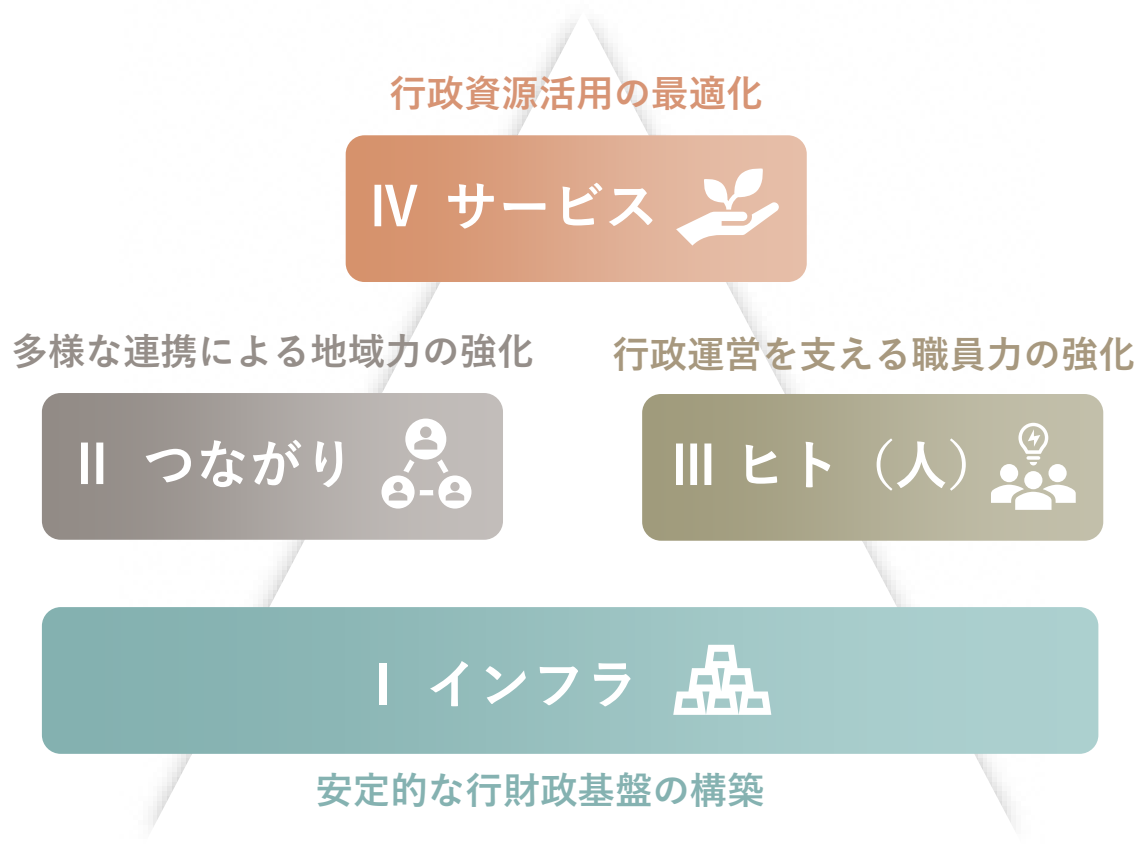 行政資源活用の最適化
Ⅳ サービス
多様な連携による地域力の強化
行政運営を支える職員力の強化
Ⅱ つながり
Ⅲ ヒト（人）
Ⅰ インフラ
安定的な行財政基盤の構築